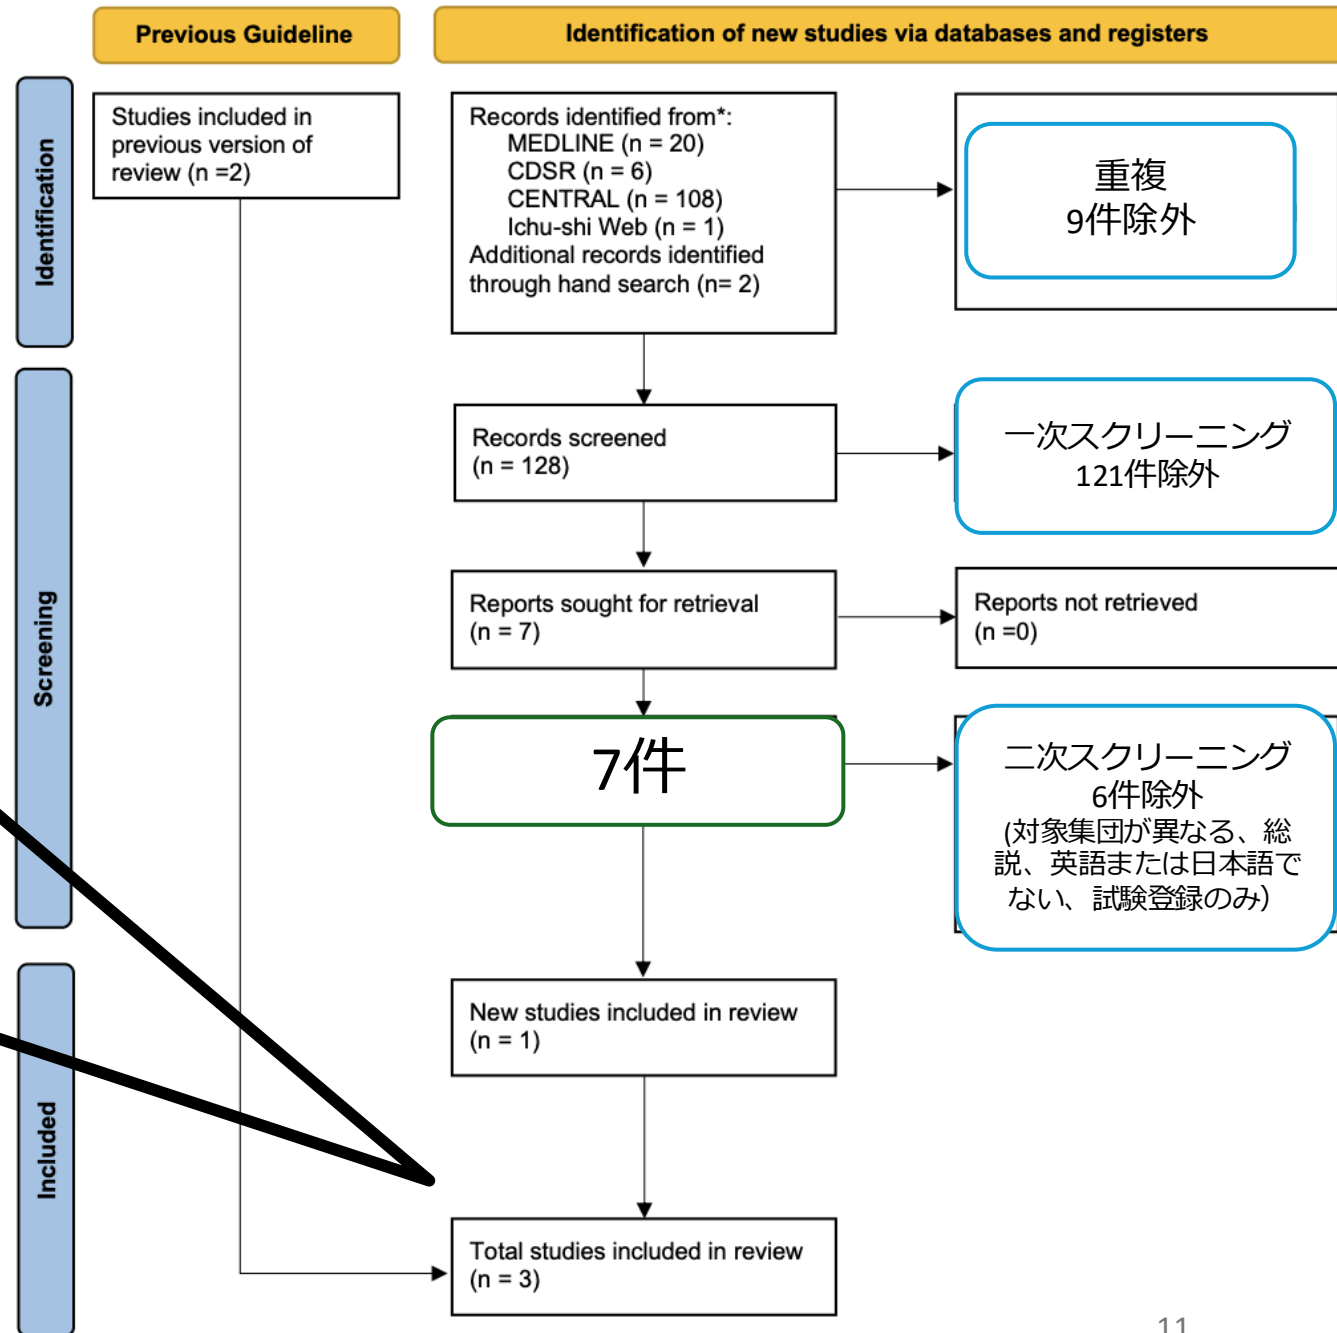 Previous Guideline
Identification of new studies via databases and registers
Identification
Studies included in
previous version of
review (n =2)
Records identified from*:
MEDLINE (n = 20)
CDSR (n = 6)
CENTRAL (n = 108)
Ichu-shi Web (n = 1)
Additional records identified
through hand search (n= 2)
重複
9件除外
Screening
Records screened
(n = 128)
一次スクリーニング
121件除外
Reports sought for retrieval
(n = 7)
Reports not retrieved
(n =0)
7件
二次スクリーニング
6件除外
(対象集団が異なる、総
説、英語または日本語で
ない、試験登録のみ）
Included
New studies included in review
(n = 1)
Total studies included in review
(n = 3)
11